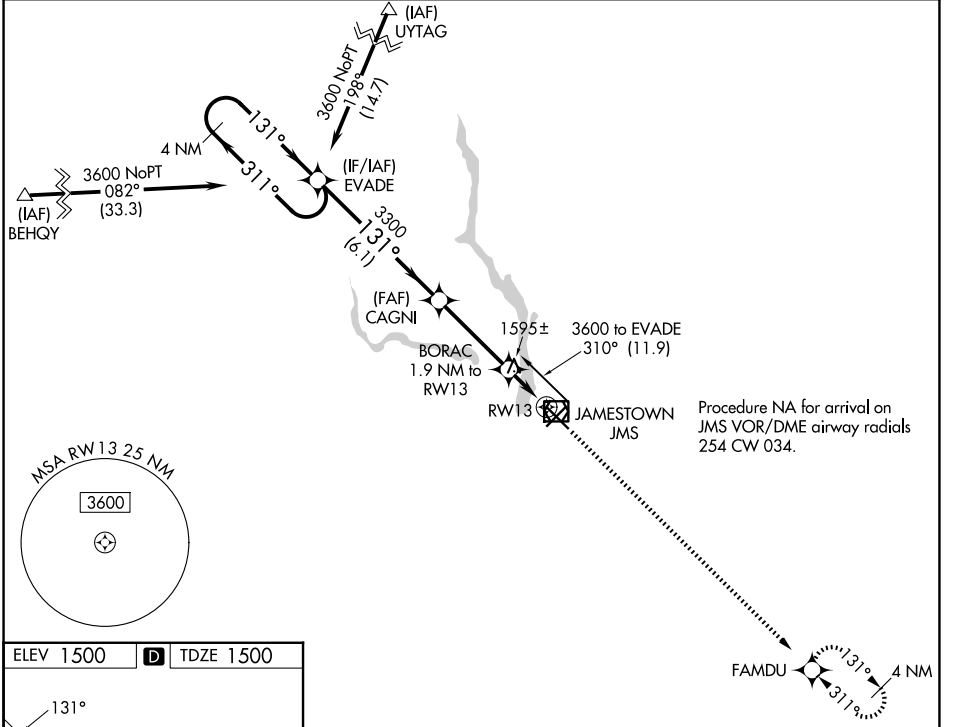 (IAF)
UYTAG
3600 NoPT
198°
(14.7)
131°
4 NM
311°
(IF/IAF)
EVADE
3600 NoPT
082°
(33.3)
(IAF)
BEHQY
3300
131°
(6.1)
(FAF)
CAGNI
1595±
3600 to EVADE
310° (11.9)
BORAC
1.9 NM to
RW13
RW13
JAMESTOWN
JMS
Procedure NA for arrival on
JMS VOR/DME airway radials
254 CW 034.
MSA RW13 25 NM
3600
ELEV 1500 D TDZE 1500
131°
FAMDU
131°
4 NM
311°